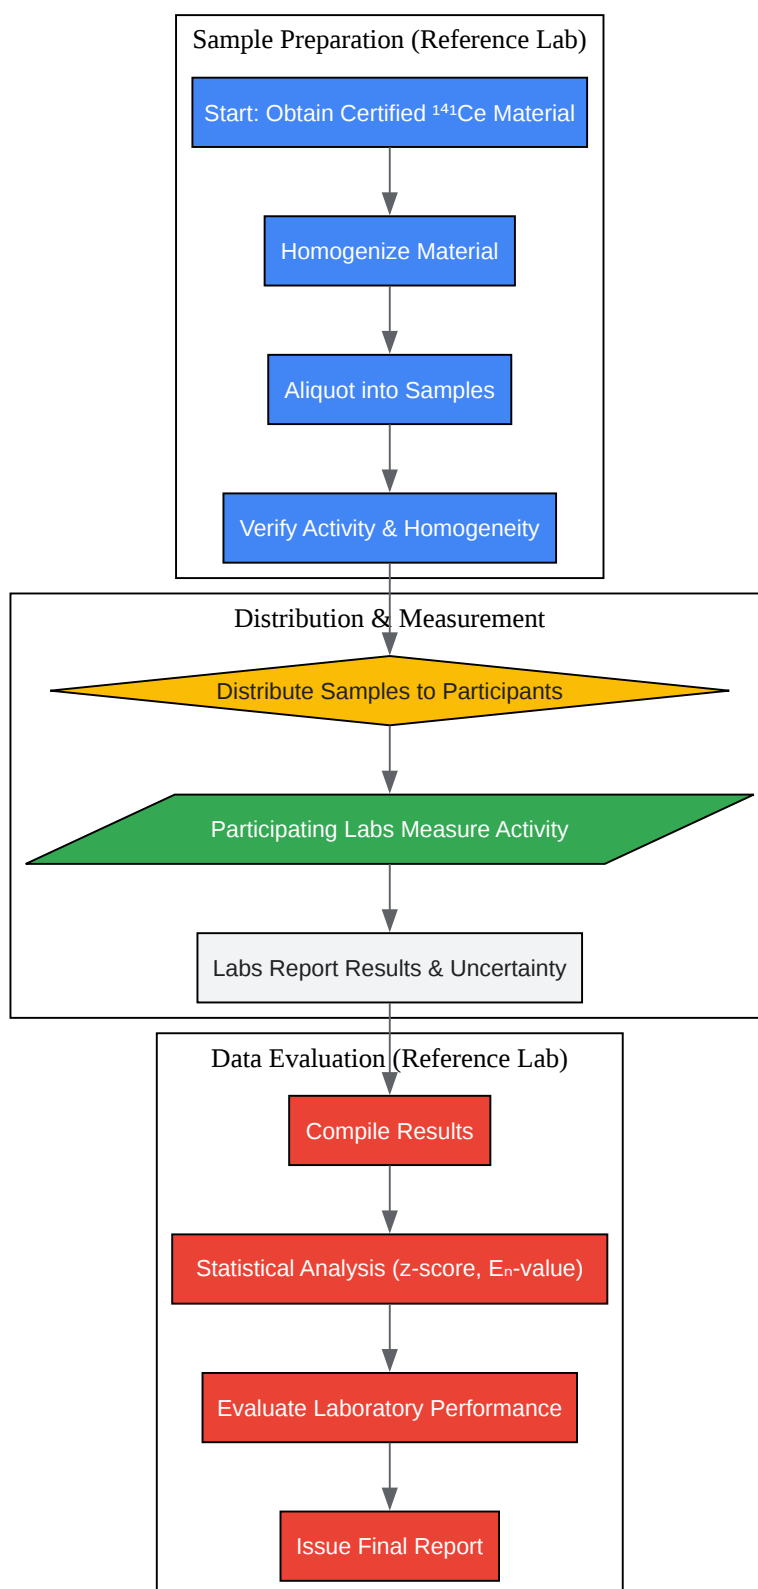 Sample Preparation (Reference Lab)
Start: Obtain Certified ¹⁴¹Ce Material
Homogenize Material
Aliquot into Samples
Verify Activity & Homogeneity
Distribution & Measurement
Distribute Samples to Participants
Participating Labs Measure Activity
Labs Report Results & Uncertainty
Data Evaluation (Reference Lab)
Compile Results
Statistical Analysis (z-score, Eₙ-value)
Evaluate Laboratory Performance
Issue Final Report